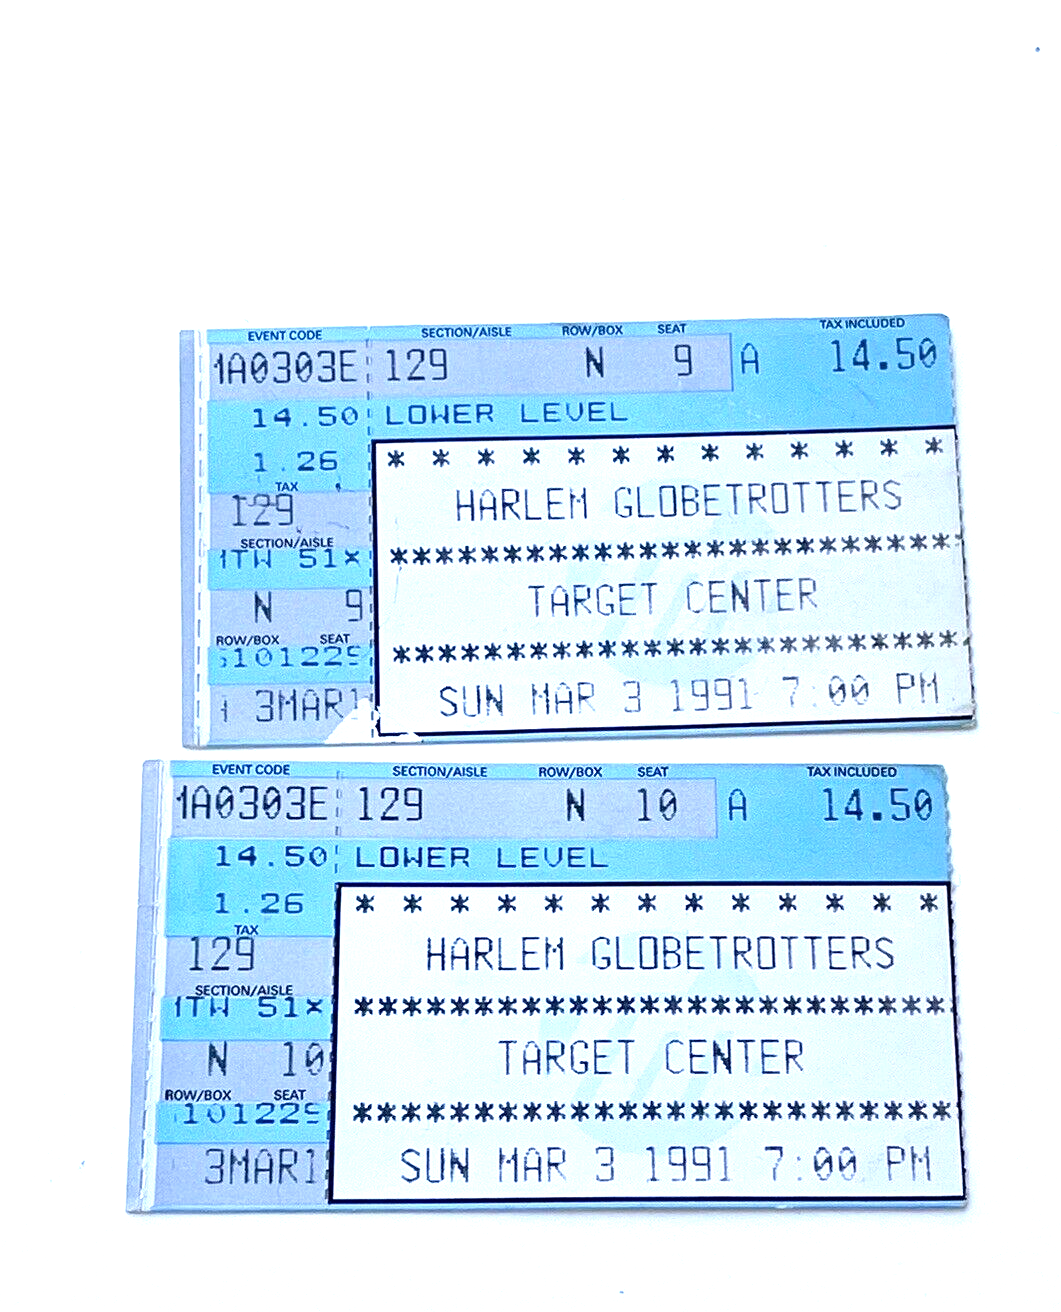 EVENT CODE SECTION/AISLE ROW/BOX SEAT TAX INCLUDED
1A0303E 129 N 9 A 14.50
14.50 LOWER LEVEL
1.26 * * * * * * * * * * * * *
TAX
129 HARLEM GLOBETROTTERS
SECTION/AISLE
1TW 51× *************************
N 9 TARGET CENTER
ROW/BOX SEAT
101229 *************************
3MAR1 SUN MAR 3 1991 7:00 PM
EVENT CODE SECTION/AISLE ROW/BOX SEAT TAX INCLUDED
1A0303E 129 N 10 A 14.50
14.50 LOWER LEVEL
1.26 * * * * * * * * * * * * *
TAX
129 HARLEM GLOBETROTTERS
SECTION/AISLE
1TW 51× *************************
N 10 TARGET CENTER
ROW/BOX SEAT
101229 *************************
3MAR1 SUN MAR 3 1991 7:00 PM